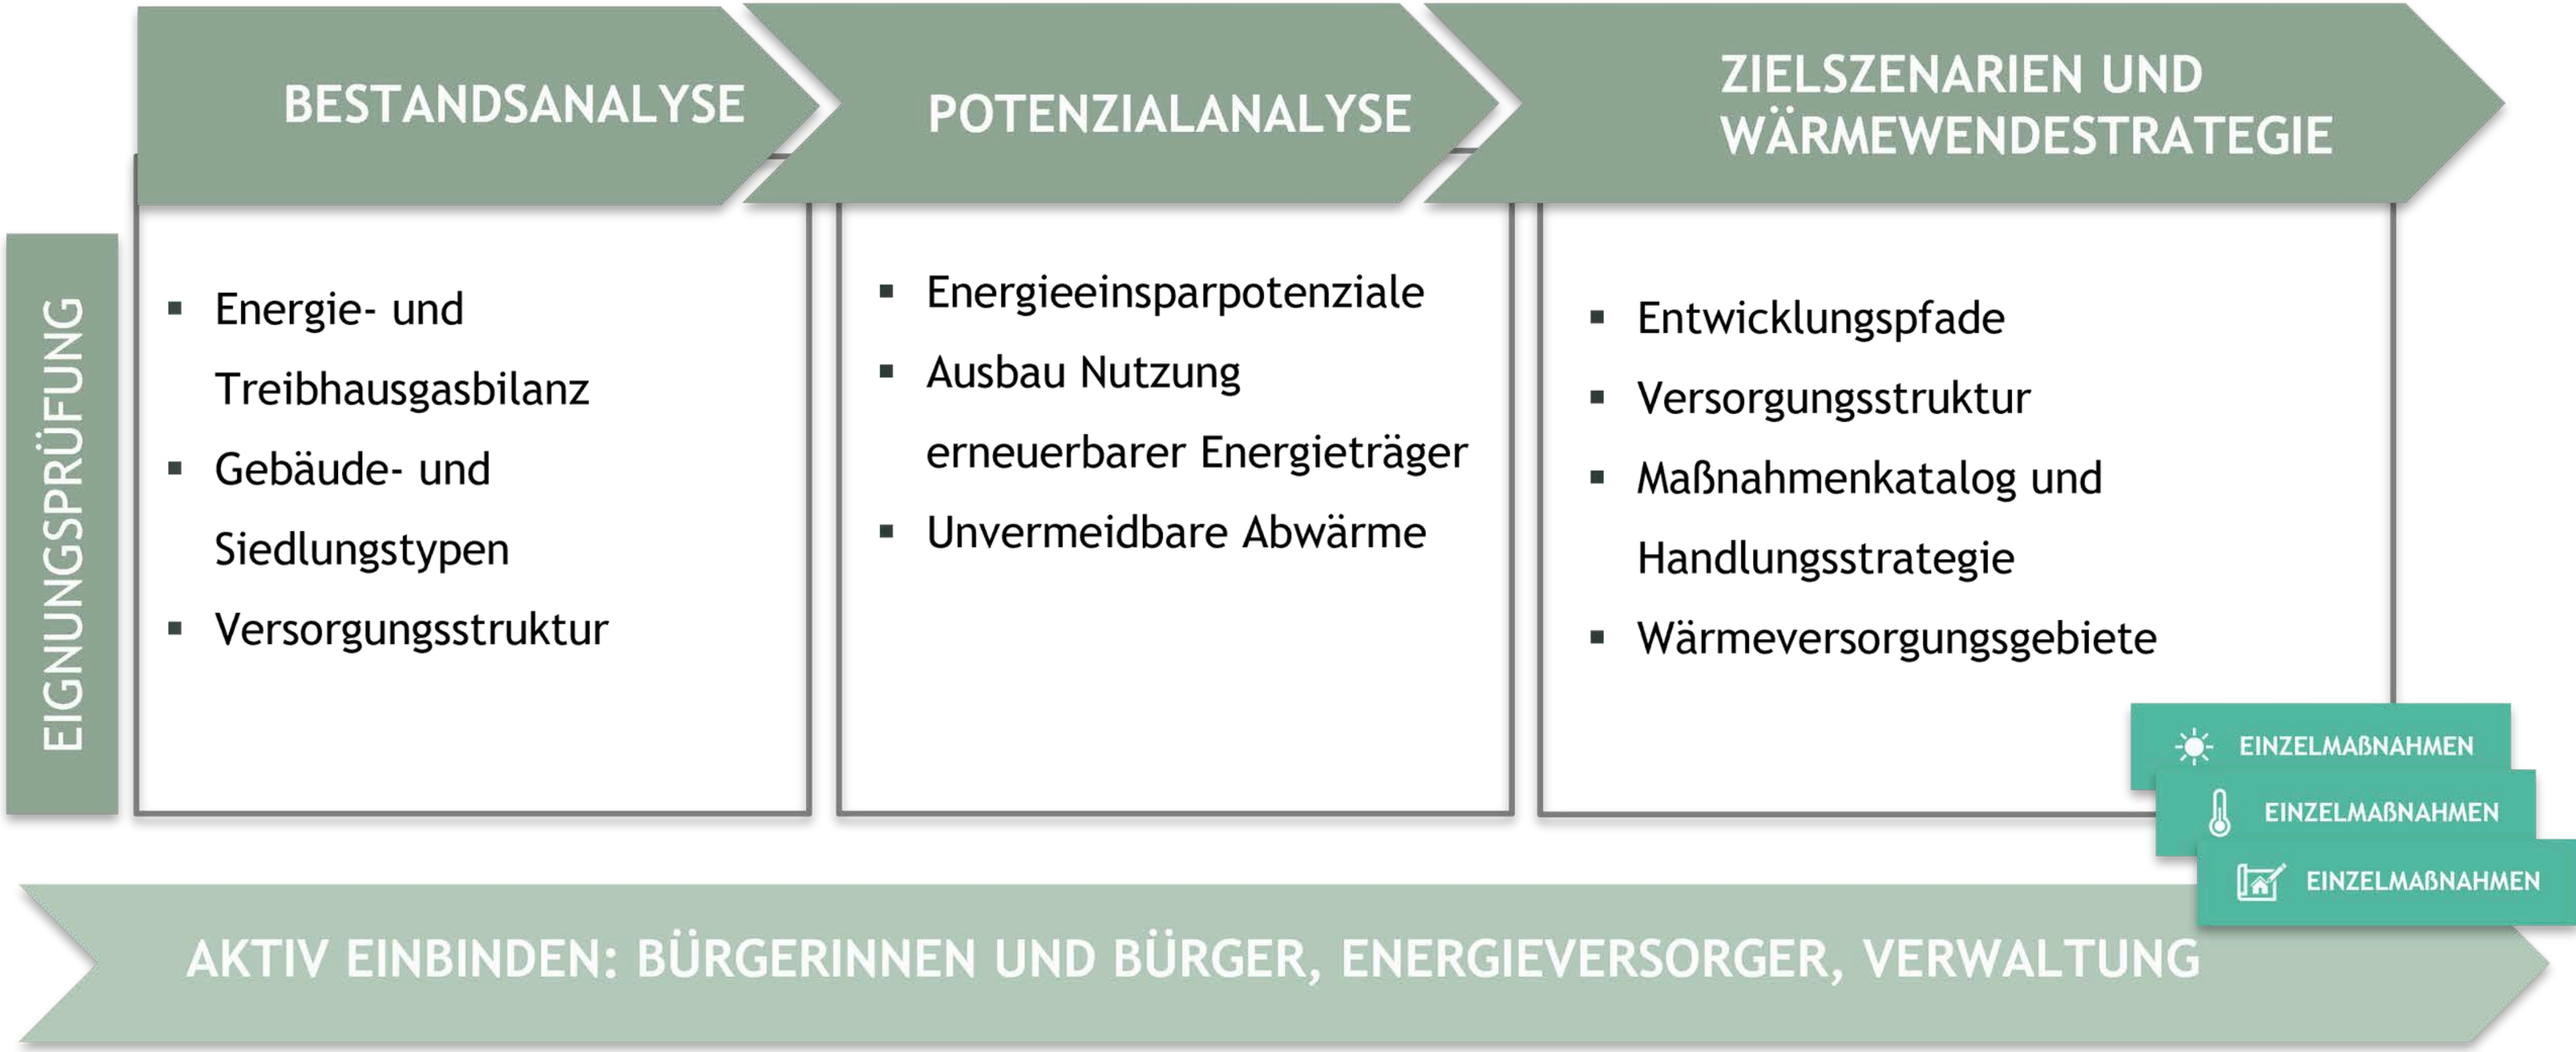 BESTANDSANALYSE
POTENZIALANALYSE
ZIELSZENARIEN UND
WÄRMEWENDESTRATEGIE
EIGNUNGSPRÜFUNG
▪ Energie- und
Treibhausgasbilanz
▪ Gebäude- und
Siedlungstypen
▪ Versorgungsstruktur
▪ Energieeinsparpotenziale
▪ Ausbau Nutzung
erneuerbarer Energieträger
▪ Unvermeidbare Abwärme
▪ Entwicklungspfade
▪ Versorgungsstruktur
▪ Maßnahmenkatalog und
Handlungsstrategie
▪ Wärmeversorgungsgebiete
EINZELMAßNAHMEN
EINZELMAßNAHMEN
EINZELMAßNAHMEN
AKTIV EINBINDEN: BÜRGERINNEN UND BÜRGER, ENERGIEVERSORGER, VERWALTUNG